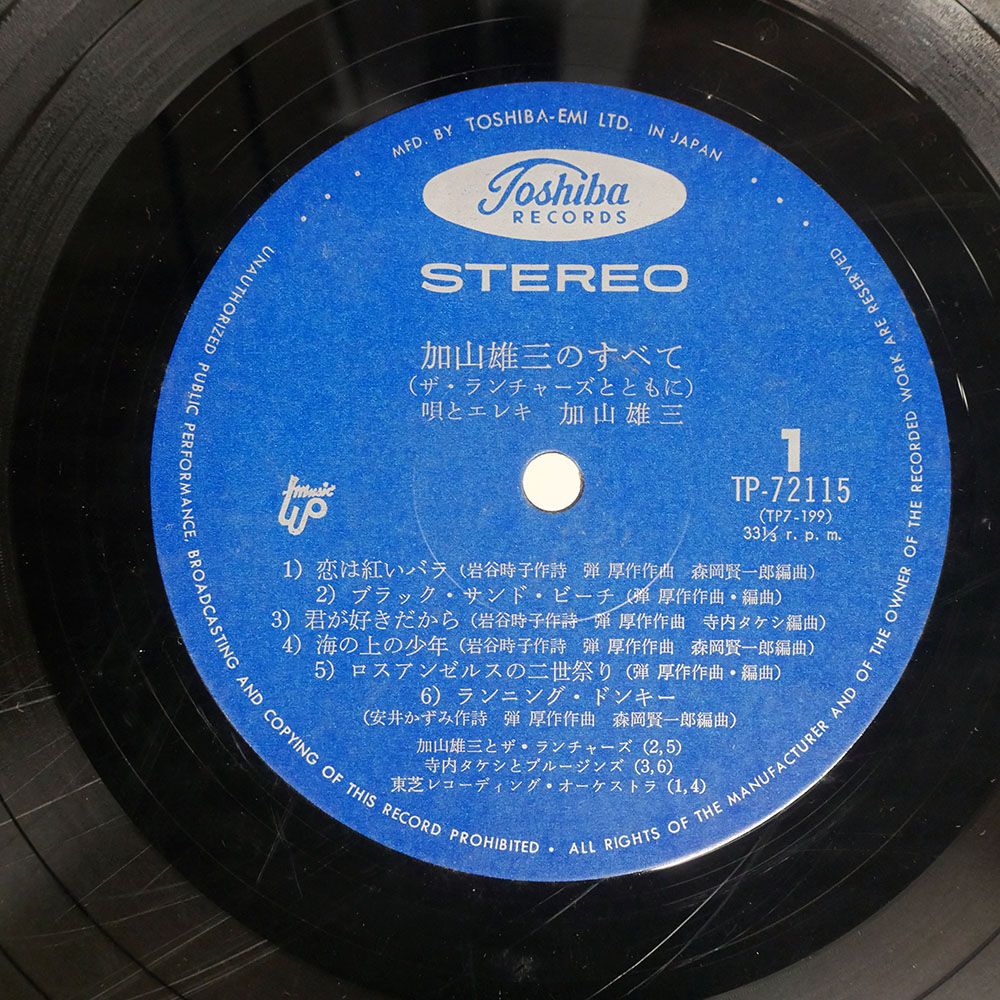 MFD. BY TOSHIBA-EMI LTD. IN JAPAN
Toshiba
RECORDS
STEREO
加山雄三のすべて
(ザ・ランチャーズとともに)
唄とエレキ 加山雄三
1
TP-72115
(TP7-199)
33⅓ r. p. m.
music
UP
1) 恋は紅いバラ (岩谷時子作詩 弾 厚作作曲 森岡賢一郎編曲)
2) ブラック・サンド・ビーチ (弾 厚作作曲・編曲)
3) 君が好きだから (岩谷時子作詩 弾 厚作作曲 寺内タケシ編曲)
4) 海の上の少年 (岩谷時子作詩 弾 厚作作曲 森岡賢一郎編曲)
5) ロスアンゼルスの二世祭り (弾 厚作作曲・編曲)
6) ランニング・ドンキー
(安井かずみ作詩 弾 厚作作曲 森岡賢一郎編曲)
加山雄三とザ・ランチャーズ (2,5)
寺内タケシとブルージンズ (3,6)
東芝レコーディング・オーケストラ (1,4)
UNAUTHORIZED PUBLIC PERFORMANCE, BROADCASTING AND COPYING OF THIS RECORD PROHIBITED • ALL RIGHTS OF THE MANUFACTURER AND OF THE OWNER OF THE RECORDED WORK ARE RESERVED